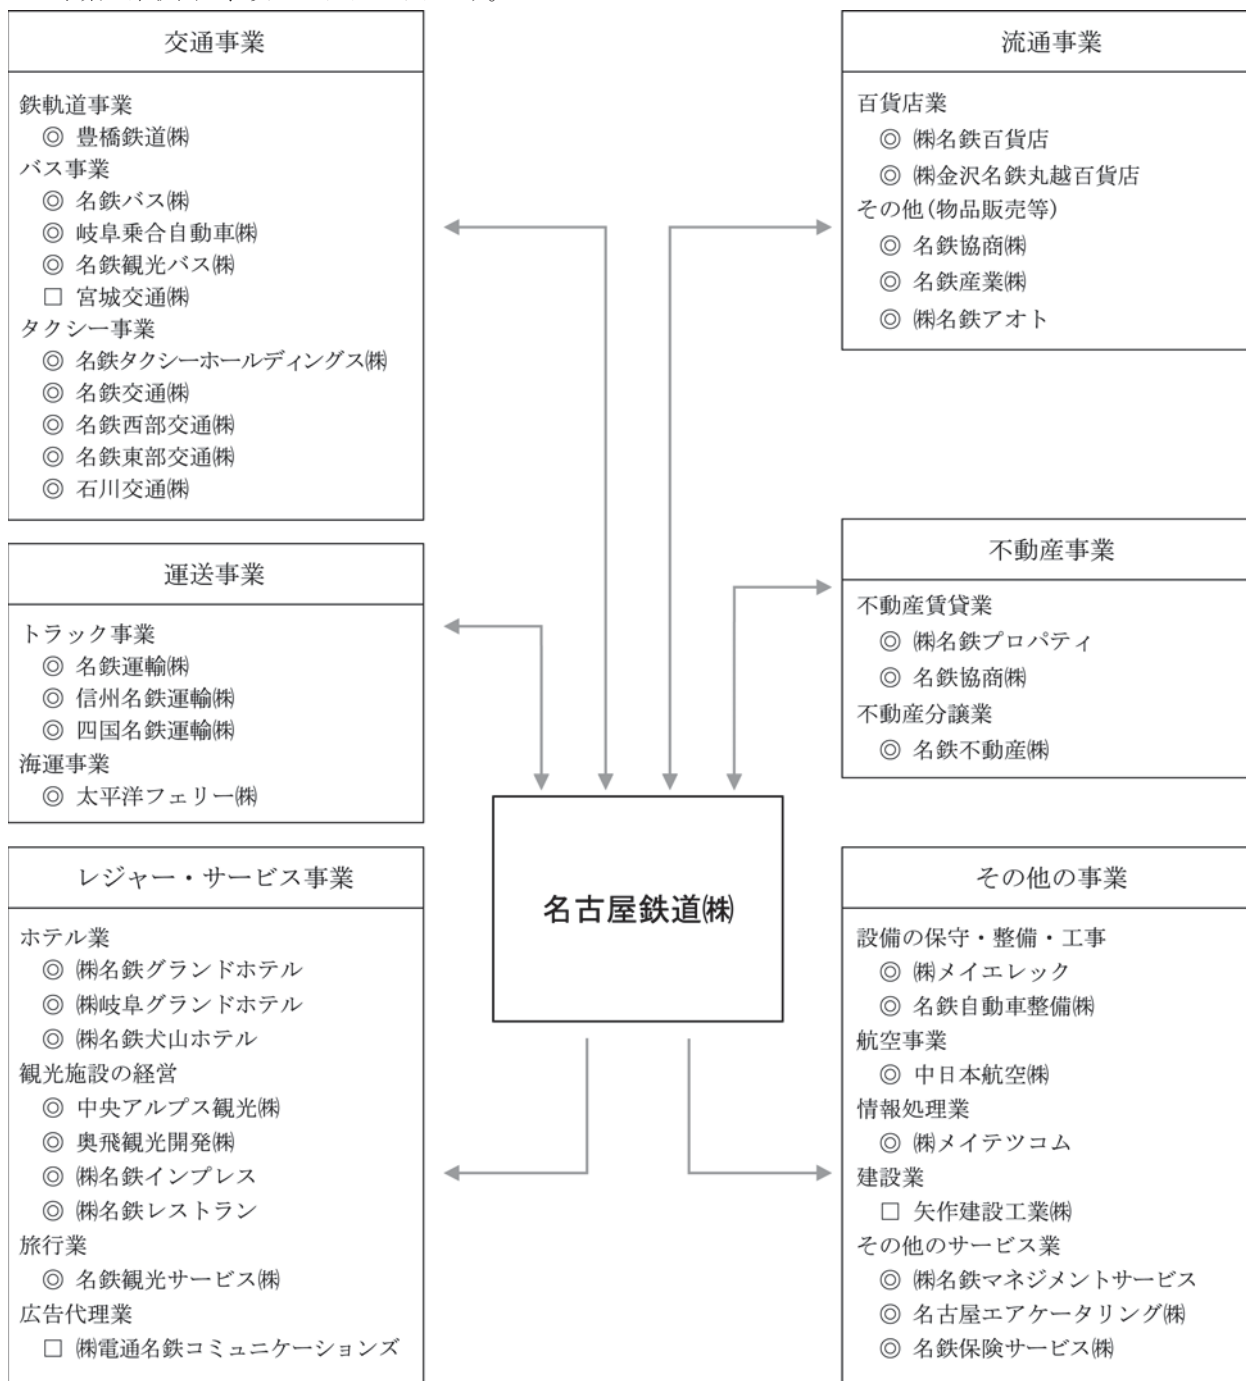 交通事業
鉄軌道事業
◎ 豊橋鉄道㈱
バス事業
◎ 名鉄バス㈱
◎ 岐阜乗合自動車㈱
◎ 名鉄観光バス㈱
□ 宮城交通㈱
タクシー事業
◎ 名鉄タクシーホールディングス㈱
◎ 名鉄交通㈱
◎ 名鉄西部交通㈱
◎ 名鉄東部交通㈱
◎ 石川交通㈱
運送事業
トラック事業
◎ 名鉄運輸㈱
◎ 信州名鉄運輸㈱
◎ 四国名鉄運輸㈱
海運事業
◎ 太平洋フェリー㈱
レジャー・サービス事業
ホテル業
◎ ㈱名鉄グランドホテル
◎ ㈱岐阜グランドホテル
◎ ㈱名鉄犬山ホテル
観光施設の経営
◎ 中央アルプス観光㈱
◎ 奥飛観光開発㈱
◎ ㈱名鉄インプレス
◎ ㈱名鉄レストラン
旅行業
◎ 名鉄観光サービス㈱
広告代理業
□ ㈱電通名鉄コミュニケーションズ
名古屋鉄道㈱
流通事業
百貨店業
◎ ㈱名鉄百貨店
◎ ㈱金沢名鉄丸越百貨店
その他(物品販売等)
◎ 名鉄協商㈱
◎ 名鉄産業㈱
◎ ㈱名鉄アオト
不動産事業
不動産賃貸業
◎ ㈱名鉄プロパティ
◎ 名鉄協商㈱
不動産分譲業
◎ 名鉄不動産㈱
その他の事業
設備の保守・整備・工事
◎ ㈱メイエレック
◎ 名鉄自動車整備㈱
航空事業
◎ 中日本航空㈱
情報処理業
◎ ㈱メイテツコム
建設業
□ 矢作建設工業㈱
その他のサービス業
◎ ㈱名鉄マネジメントサービス
◎ 名古屋エアケータリング㈱
◎ 名鉄保険サービス㈱